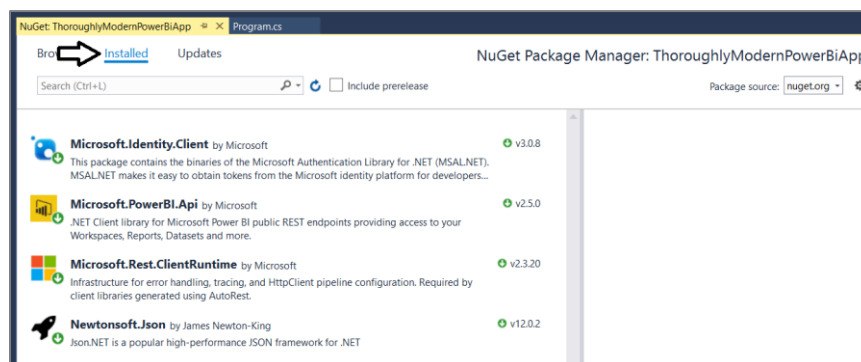 NuGet: ThoroughlyModernPowerBiApp
Program.cs
Installed
Updates
NuGet Package Manager: ThoroughlyModernPowerBiApp
Search (Ctrl+L)
Include prerelease
Package source: nuget.org
Microsoft.Identity.Client by Microsoft
v3.0.8
This package contains the binaries of the Microsoft Authentication Library for .NET (MSAL.NET).
MSAL.NET makes it easy to obtain tokens from the Microsoft identity platform for developers...
Microsoft.PowerBI.Api by Microsoft
v2.5.0
.NET Client library for Microsoft Power BI public REST endpoints providing access to your
Workspaces, Reports, Datasets and more.
Microsoft.Rest.ClientRuntime by Microsoft
v2.3.20
Infrastructure for error handling, tracing, and HttpClient pipeline configuration. Required by
client libraries generated using AutoRest.
Newtonsoft.Json by James Newton-King
v12.0.2
Json.NET is a popular high-performance JSON framework for .NET